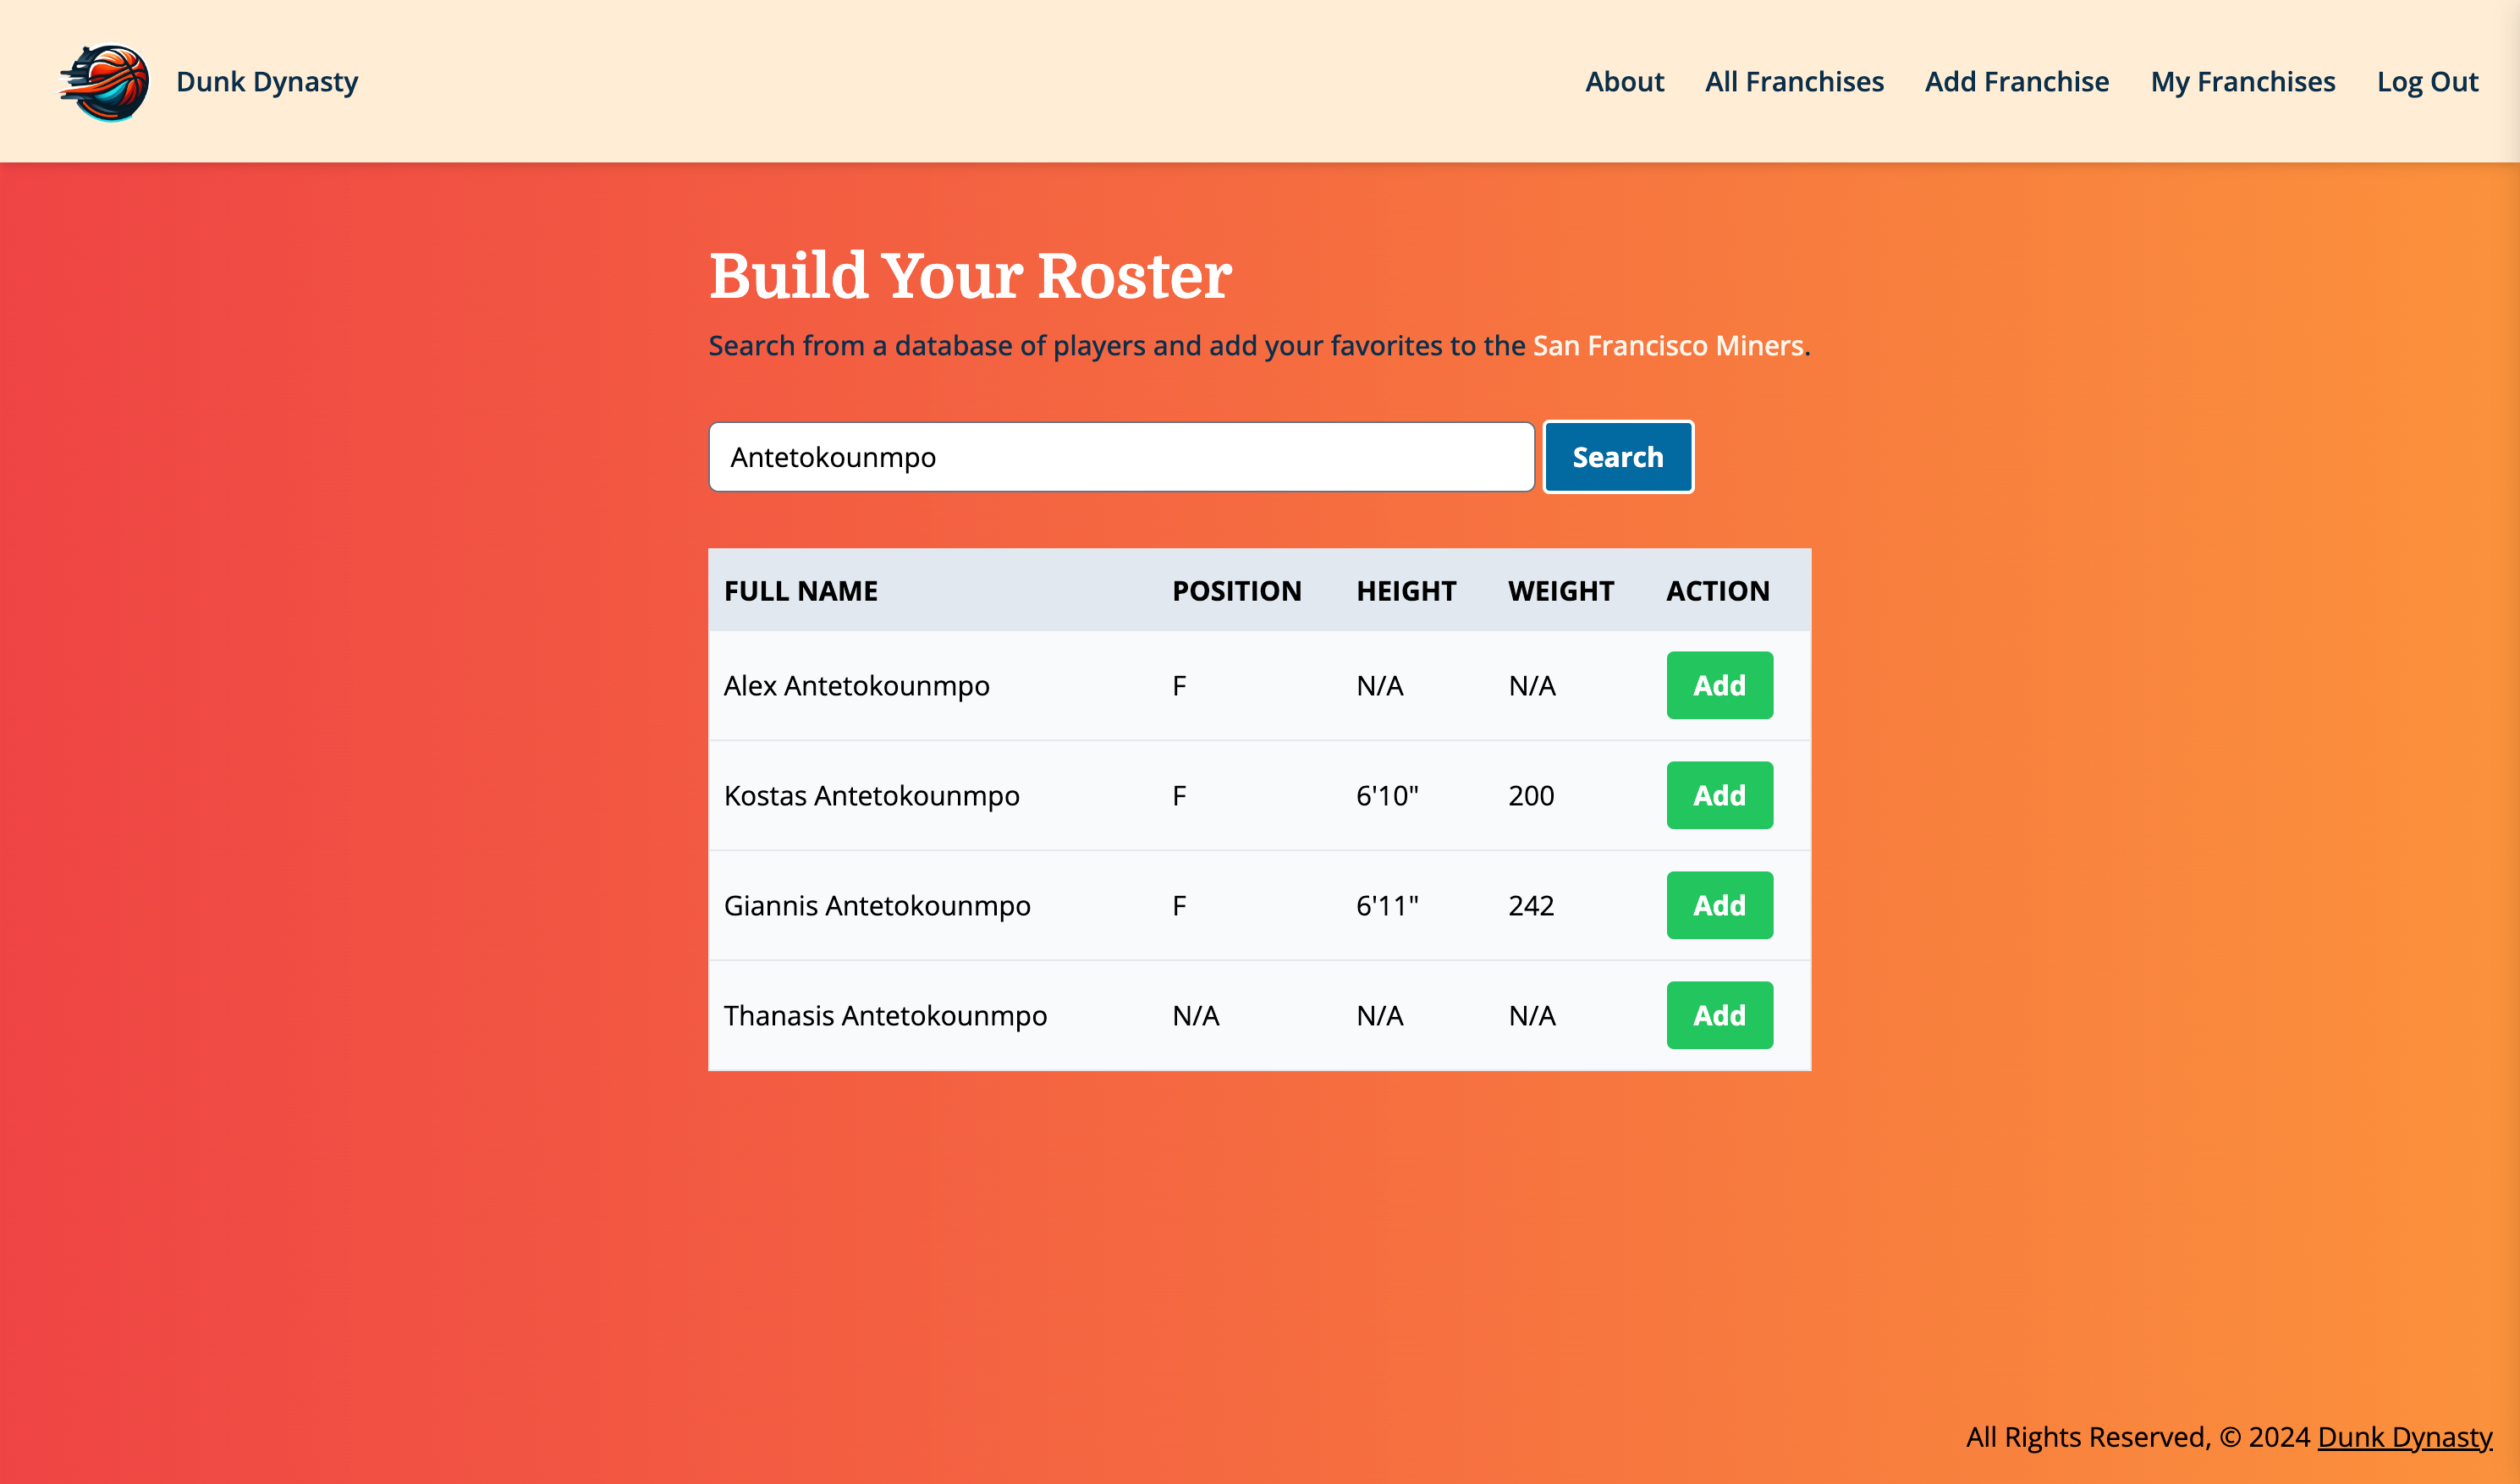 Dunk Dynasty About All Franchises Add Franchise My Franchises Log Out
Build Your Roster
Search from a database of players and add your favorites to the San Francisco Miners.
Antetokounmpo Search
FULL NAME POSITION HEIGHT WEIGHT ACTION
Alex Antetokounmpo F N/A N/A Add
Kostas Antetokounmpo F 6'10" 200 Add
Giannis Antetokounmpo F 6'11" 242 Add
Thanasis Antetokounmpo N/A N/A N/A Add
All Rights Reserved, © 2024 Dunk Dynasty